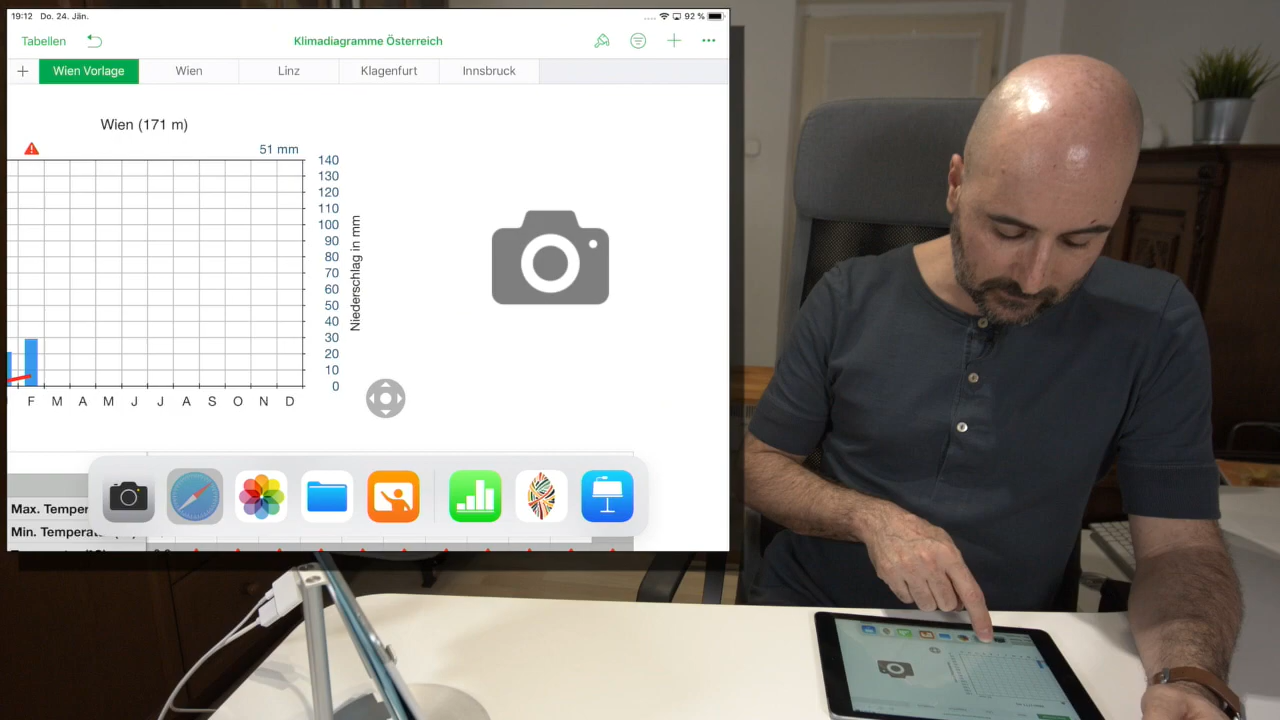 19:12 Do. 24. Jän.
92 %
Tabellen
Klimadiagramme Österreich
Wien Vorlage
Wien
Linz
Klagenfurt
Innsbruck
Wien (171 m)
51 mm
140
130
120
110
100
90
80
70
60
50
40
30
20
10
0
Niederschlag in mm
F M A M J J A S O N D
Max. Temper
Min. Temperat